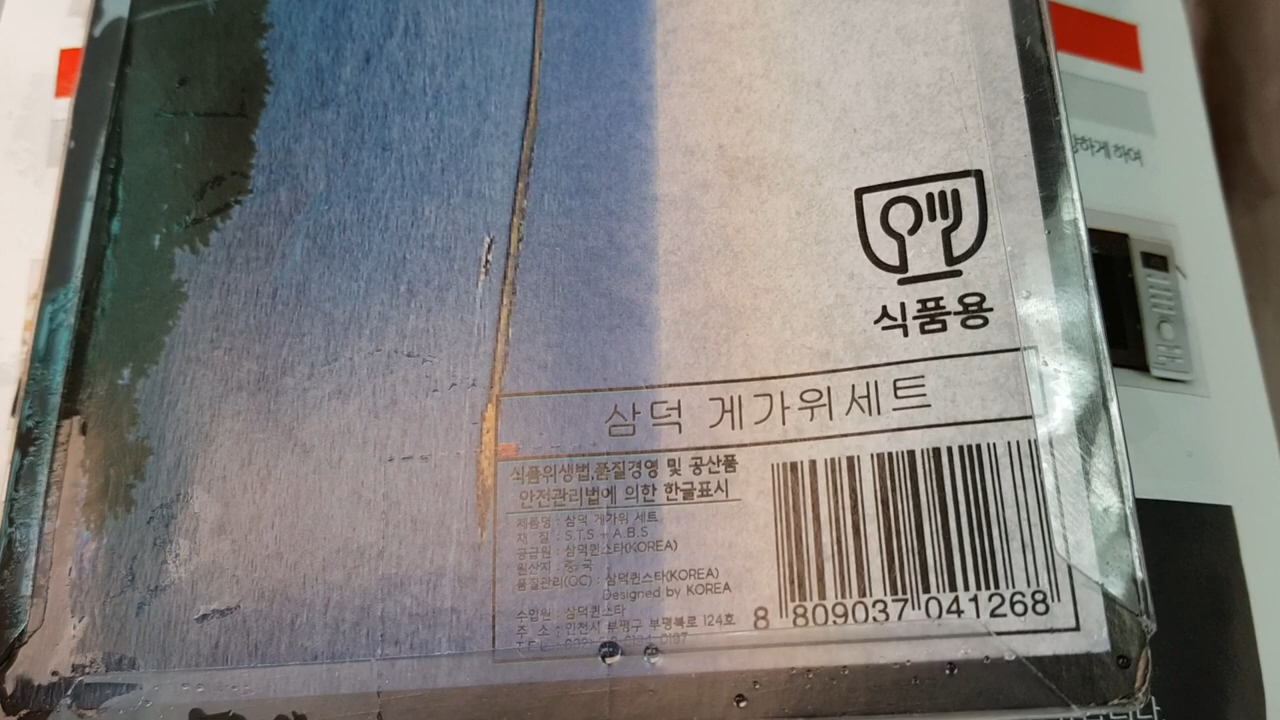 상하게 하여
식품용
삼덕 게가위세트
식품위생법,품질경영 및 공산품
안전관리법에 의한 한글표시
제품명 : 삼덕 게가위 세트
재 질 : S.T.S + A.B.S
공급원 : 삼덕퀸스타(KOREA)
원산지 : 중국
품질관리(QC) : 삼덕퀸스타(KOREA)
Designed by KOREA
수입원 : 삼덕퀸스타
주 소 : 인천시 부평구 부평북로 124호
8 809037 041268